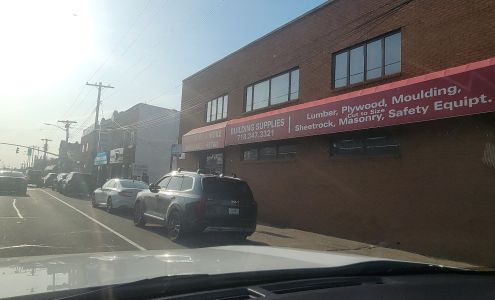 BUILDING SUPPLIES
718.347.3321
Lumber, Plywood, Moulding,
Cut to Size
Sheetrock, Masonry, Safety Equipt.